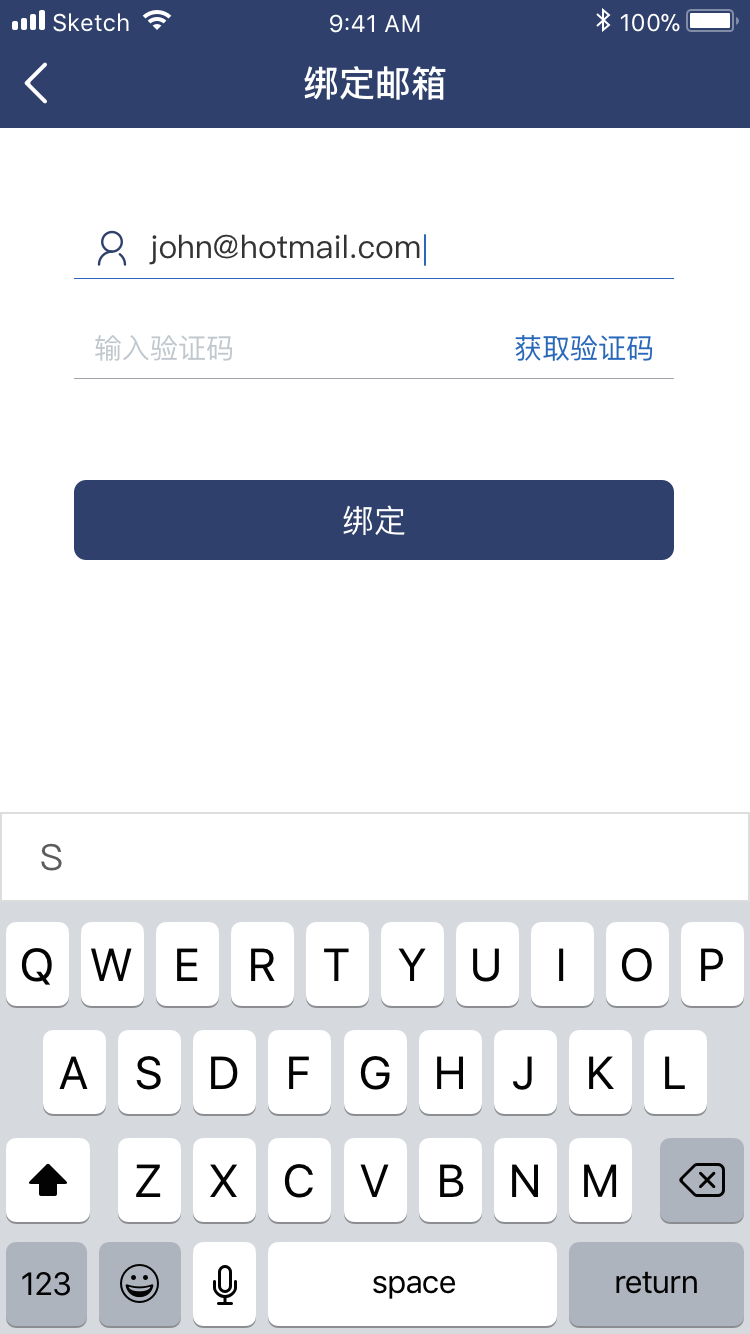 Sketch 9:41 AM 100%
绑定邮箱
john@hotmail.com
输入验证码 获取验证码
绑定
S
Q W E R T Y U I O P
A S D F G H J K L
Z X C V B N M
123 space return